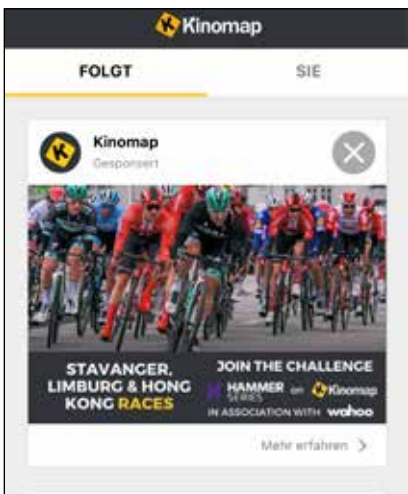 Kinomap
FOLGT
SIE
Kinomap
Gesponsert
STAVANGER,
LIMBURG & HONG
KONG RACES
JOIN THE CHALLENGE
HAMMER SERIES on Kinomap
IN ASSOCIATION WITH wahoo
Mehr erfahren